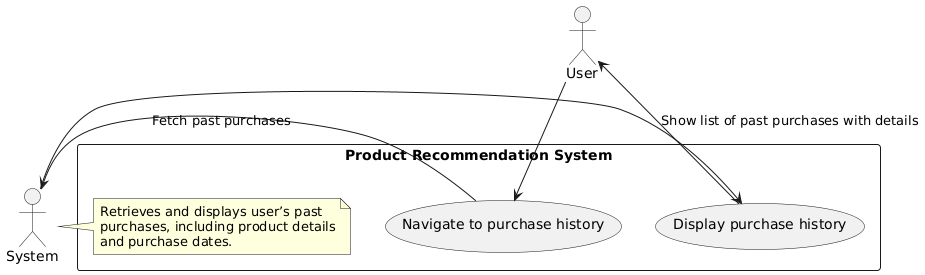 User
Fetch past purchases
Show list of past purchases with details
Product Recommendation System
Retrieves and displays user’s past
purchases, including product details
and purchase dates.
Navigate to purchase history
Display purchase history
System